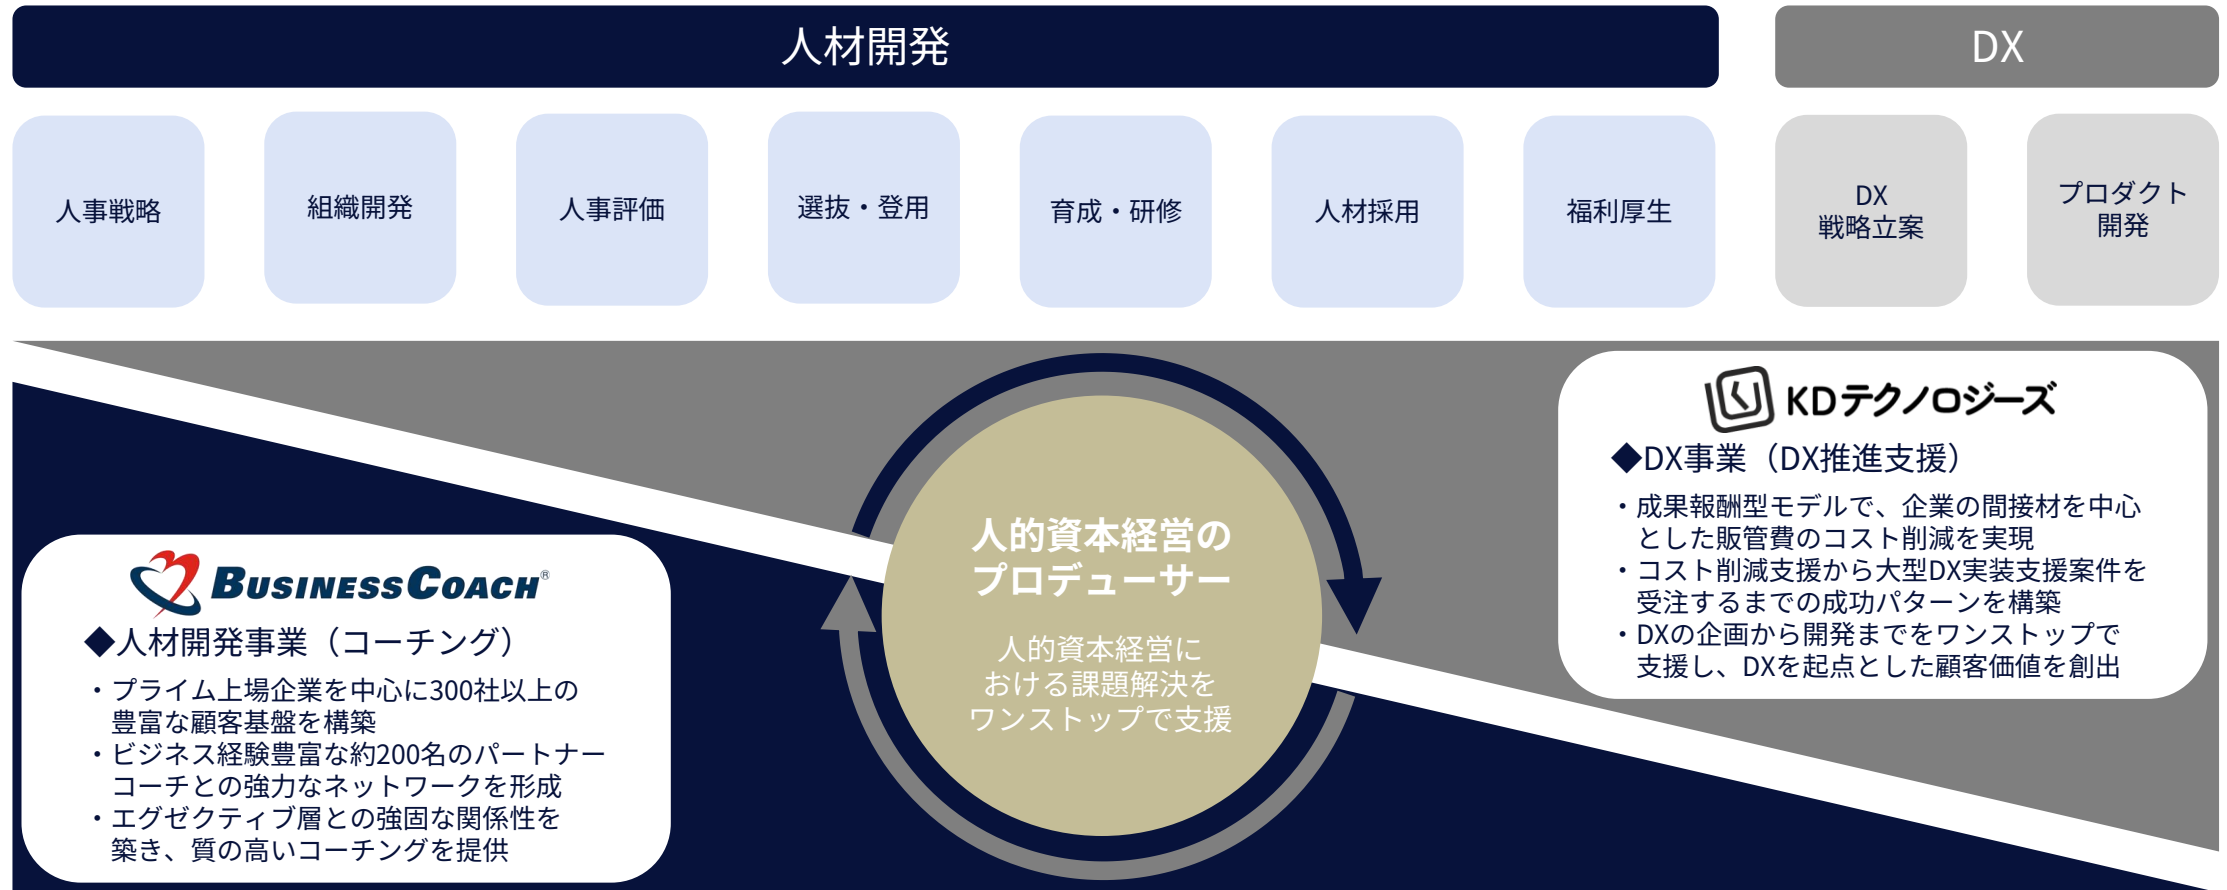 人材開発
DX
人事戦略
組織開発
人事評価
選抜・登用
育成・研修
人材採用
福利厚生
DX
戦略立案
プロダクト
開発
KDテクノロジーズ
◆DX事業（DX推進支援）
・成果報酬型モデルで、企業の間接材を中心
とした販管費のコスト削減を実現
・コスト削減支援から大型DX実装支援案件を
受注するまでの成功パターンを構築
・DXの企画から開発までをワンストップで
支援し、DXを起点とした顧客価値を創出
人的資本経営の
プロデューサー
人的資本経営に
おける課題解決を
ワンストップで支援
BUSINESSCOACH®
◆人材開発事業（コーチング）
・プライム上場企業を中心に300社以上の
豊富な顧客基盤を構築
・ビジネス経験豊富な約200名のパートナー
コーチとの強力なネットワークを形成
・エグゼクティブ層との強固な関係性を
築き、質の高いコーチングを提供